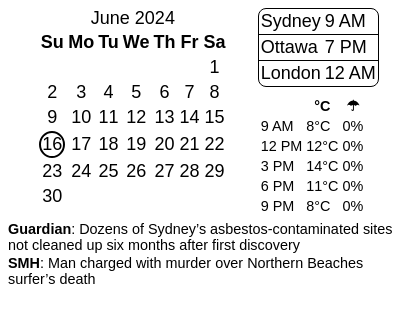 June 2024
Su Mo Tu We Th Fr Sa
1
2 3 4 5 6 7 8
9 10 11 12 13 14 15
16 17 18 19 20 21 22
23 24 25 26 27 28 29
30
Sydney 9 AM
Ottawa 7 PM
London 12 AM
°C ☂
9 AM 8°C 0%
12 PM 12°C 0%
3 PM 14°C 0%
6 PM 11°C 0%
9 PM 8°C 0%
Guardian: Dozens of Sydney’s asbestos-contaminated sites
not cleaned up six months after first discovery
SMH: Man charged with murder over Northern Beaches
surfer’s death